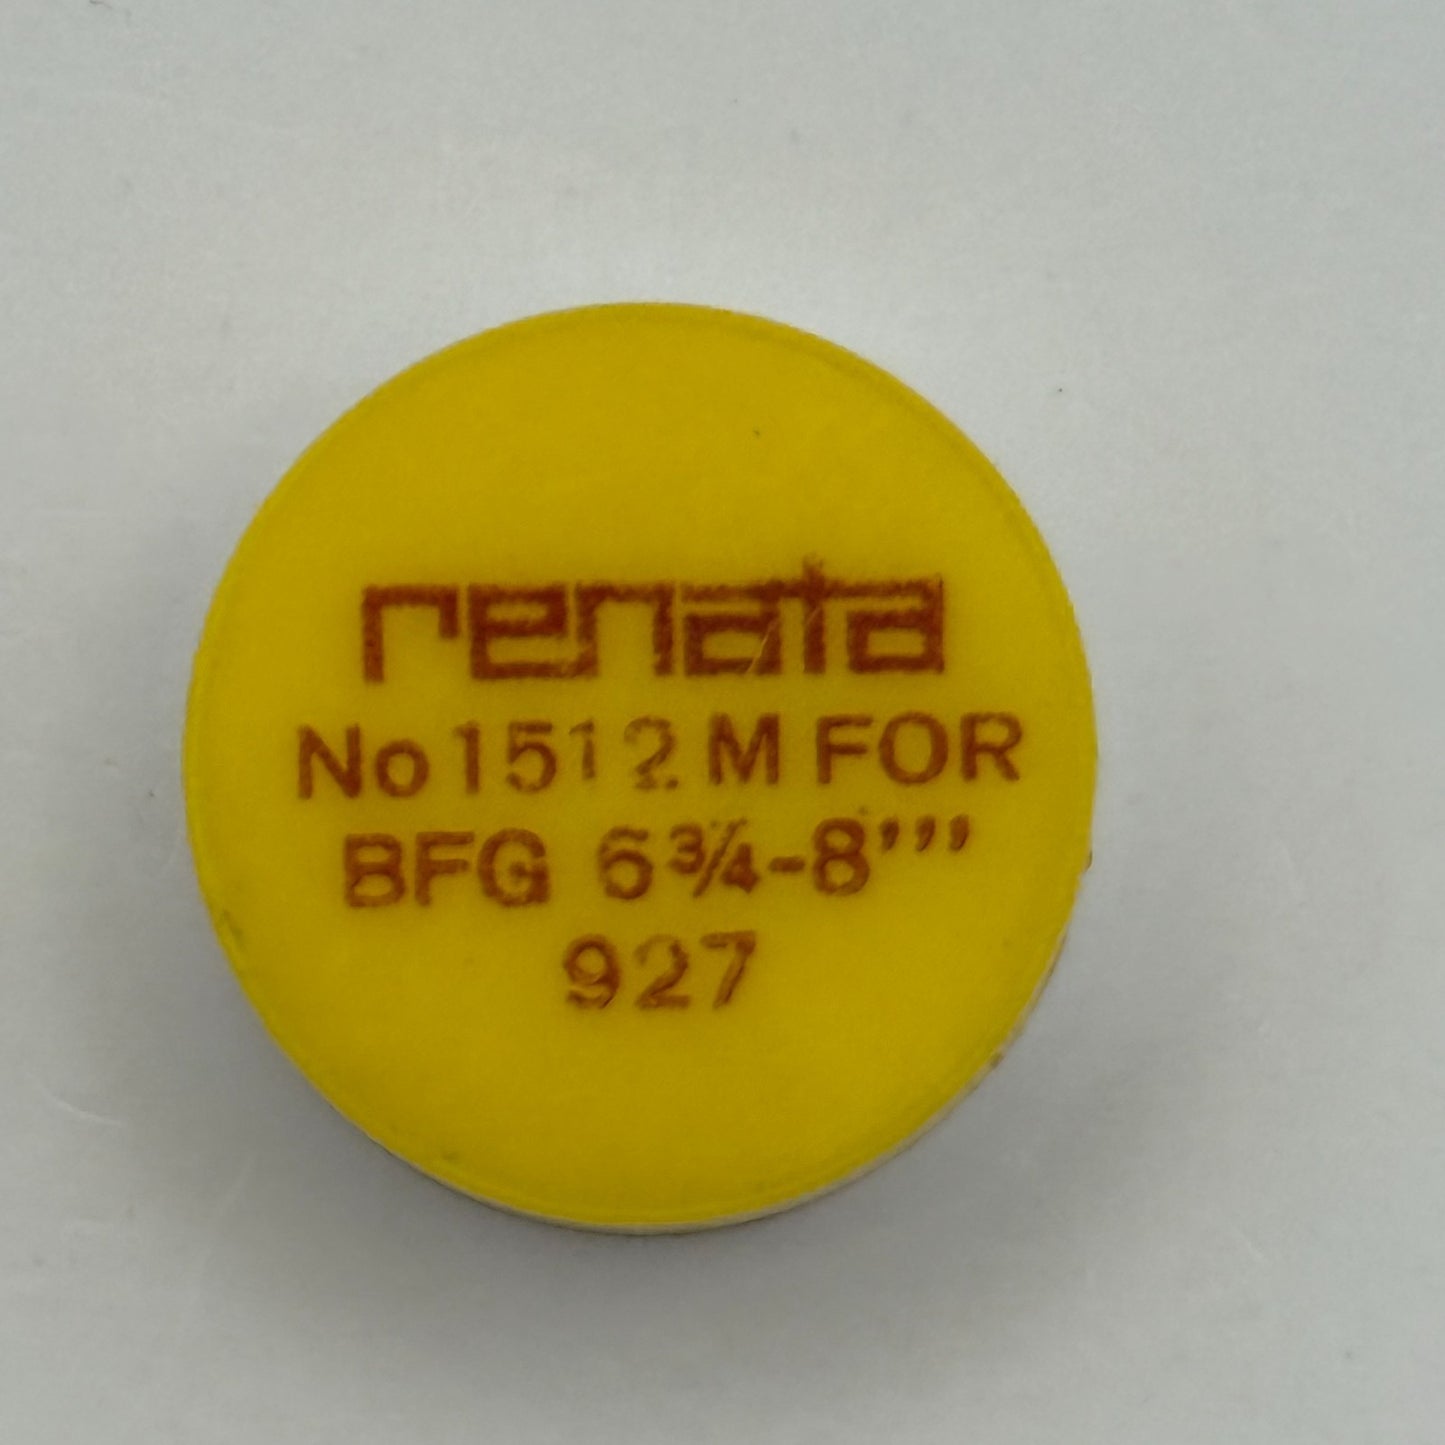 renata
No 1512 M FOR
BFG 6¾-8’’’
927